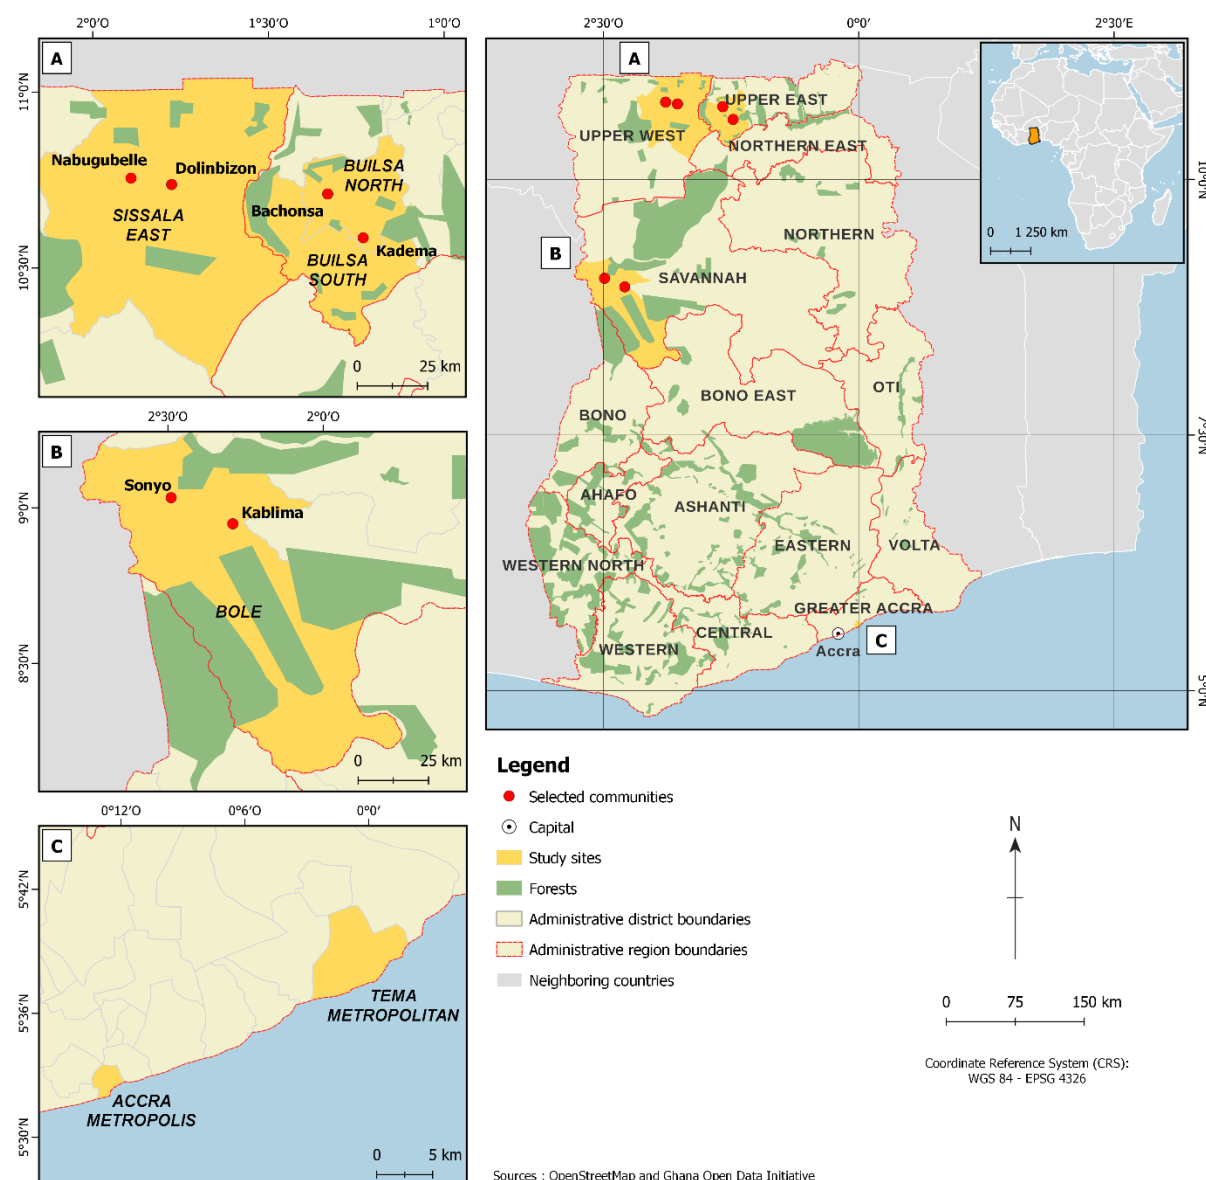 2°0′O
1°30′O
1°0′O
A
11°0′N
10°30′N
Nabugubelle
Dolinbizon
SISSALA
EAST
BUILSA
NORTH
Bachonsa
Kadema
BUILSA
SOUTH
0
25 km
2°30′O
2°0′O
B
9°0′N
8°30′N
Sonyo
Kablima
BOLE
0
25 km
0°12′O
0°6′O
0°0′
C
5°42′N
5°36′N
5°30′N
TEMA
METROPOLITAN
ACCRA
METROPOLIS
0
5 km
2°30′O
0°0′
2°30′E
A
UPPER EAST
UPPER WEST
NORTHERN EAST
10°0′N
B
NORTHERN
SAVANNAH
BONO EAST
OTI
BONO
7°30′N
AHAFO
ASHANTI
EASTERN
VOLTA
WESTERN NORTH
GREATER ACCRA
CENTRAL
WESTERN
Accra
C
5°0′N
0
1 250 km
Legend
Selected communities
Capital
Study sites
Forests
Administrative district boundaries
Administrative region boundaries
Neighboring countries
N
0
75
150 km
Coordinate Reference System (CRS):
WGS 84 - EPSG 4326
Sources : OpenStreetMap and Ghana Open Data Initiative